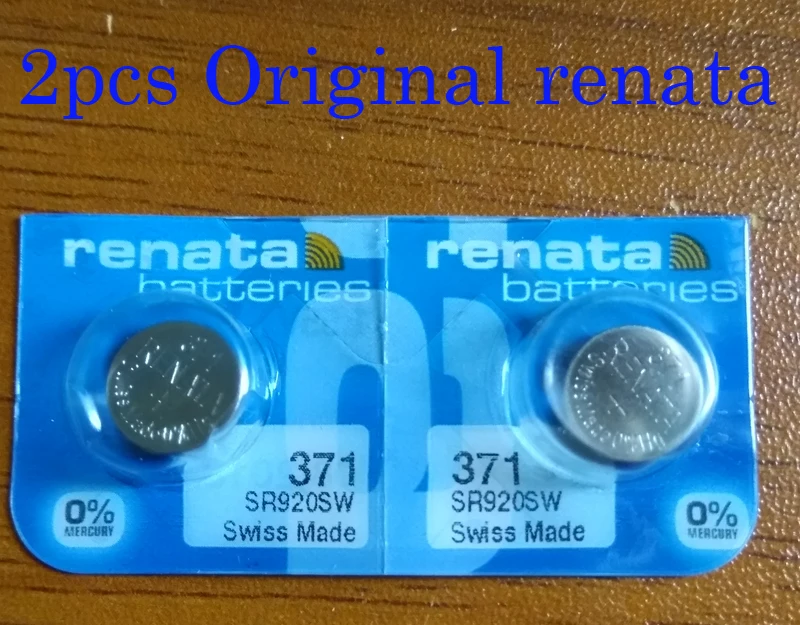 2pcs Original renata
renata
batteries
371
SR920SW
Swiss Made
0%
MERCURY
renata
batteries
371
SR920SW
Swiss Made
0%
MERCURY